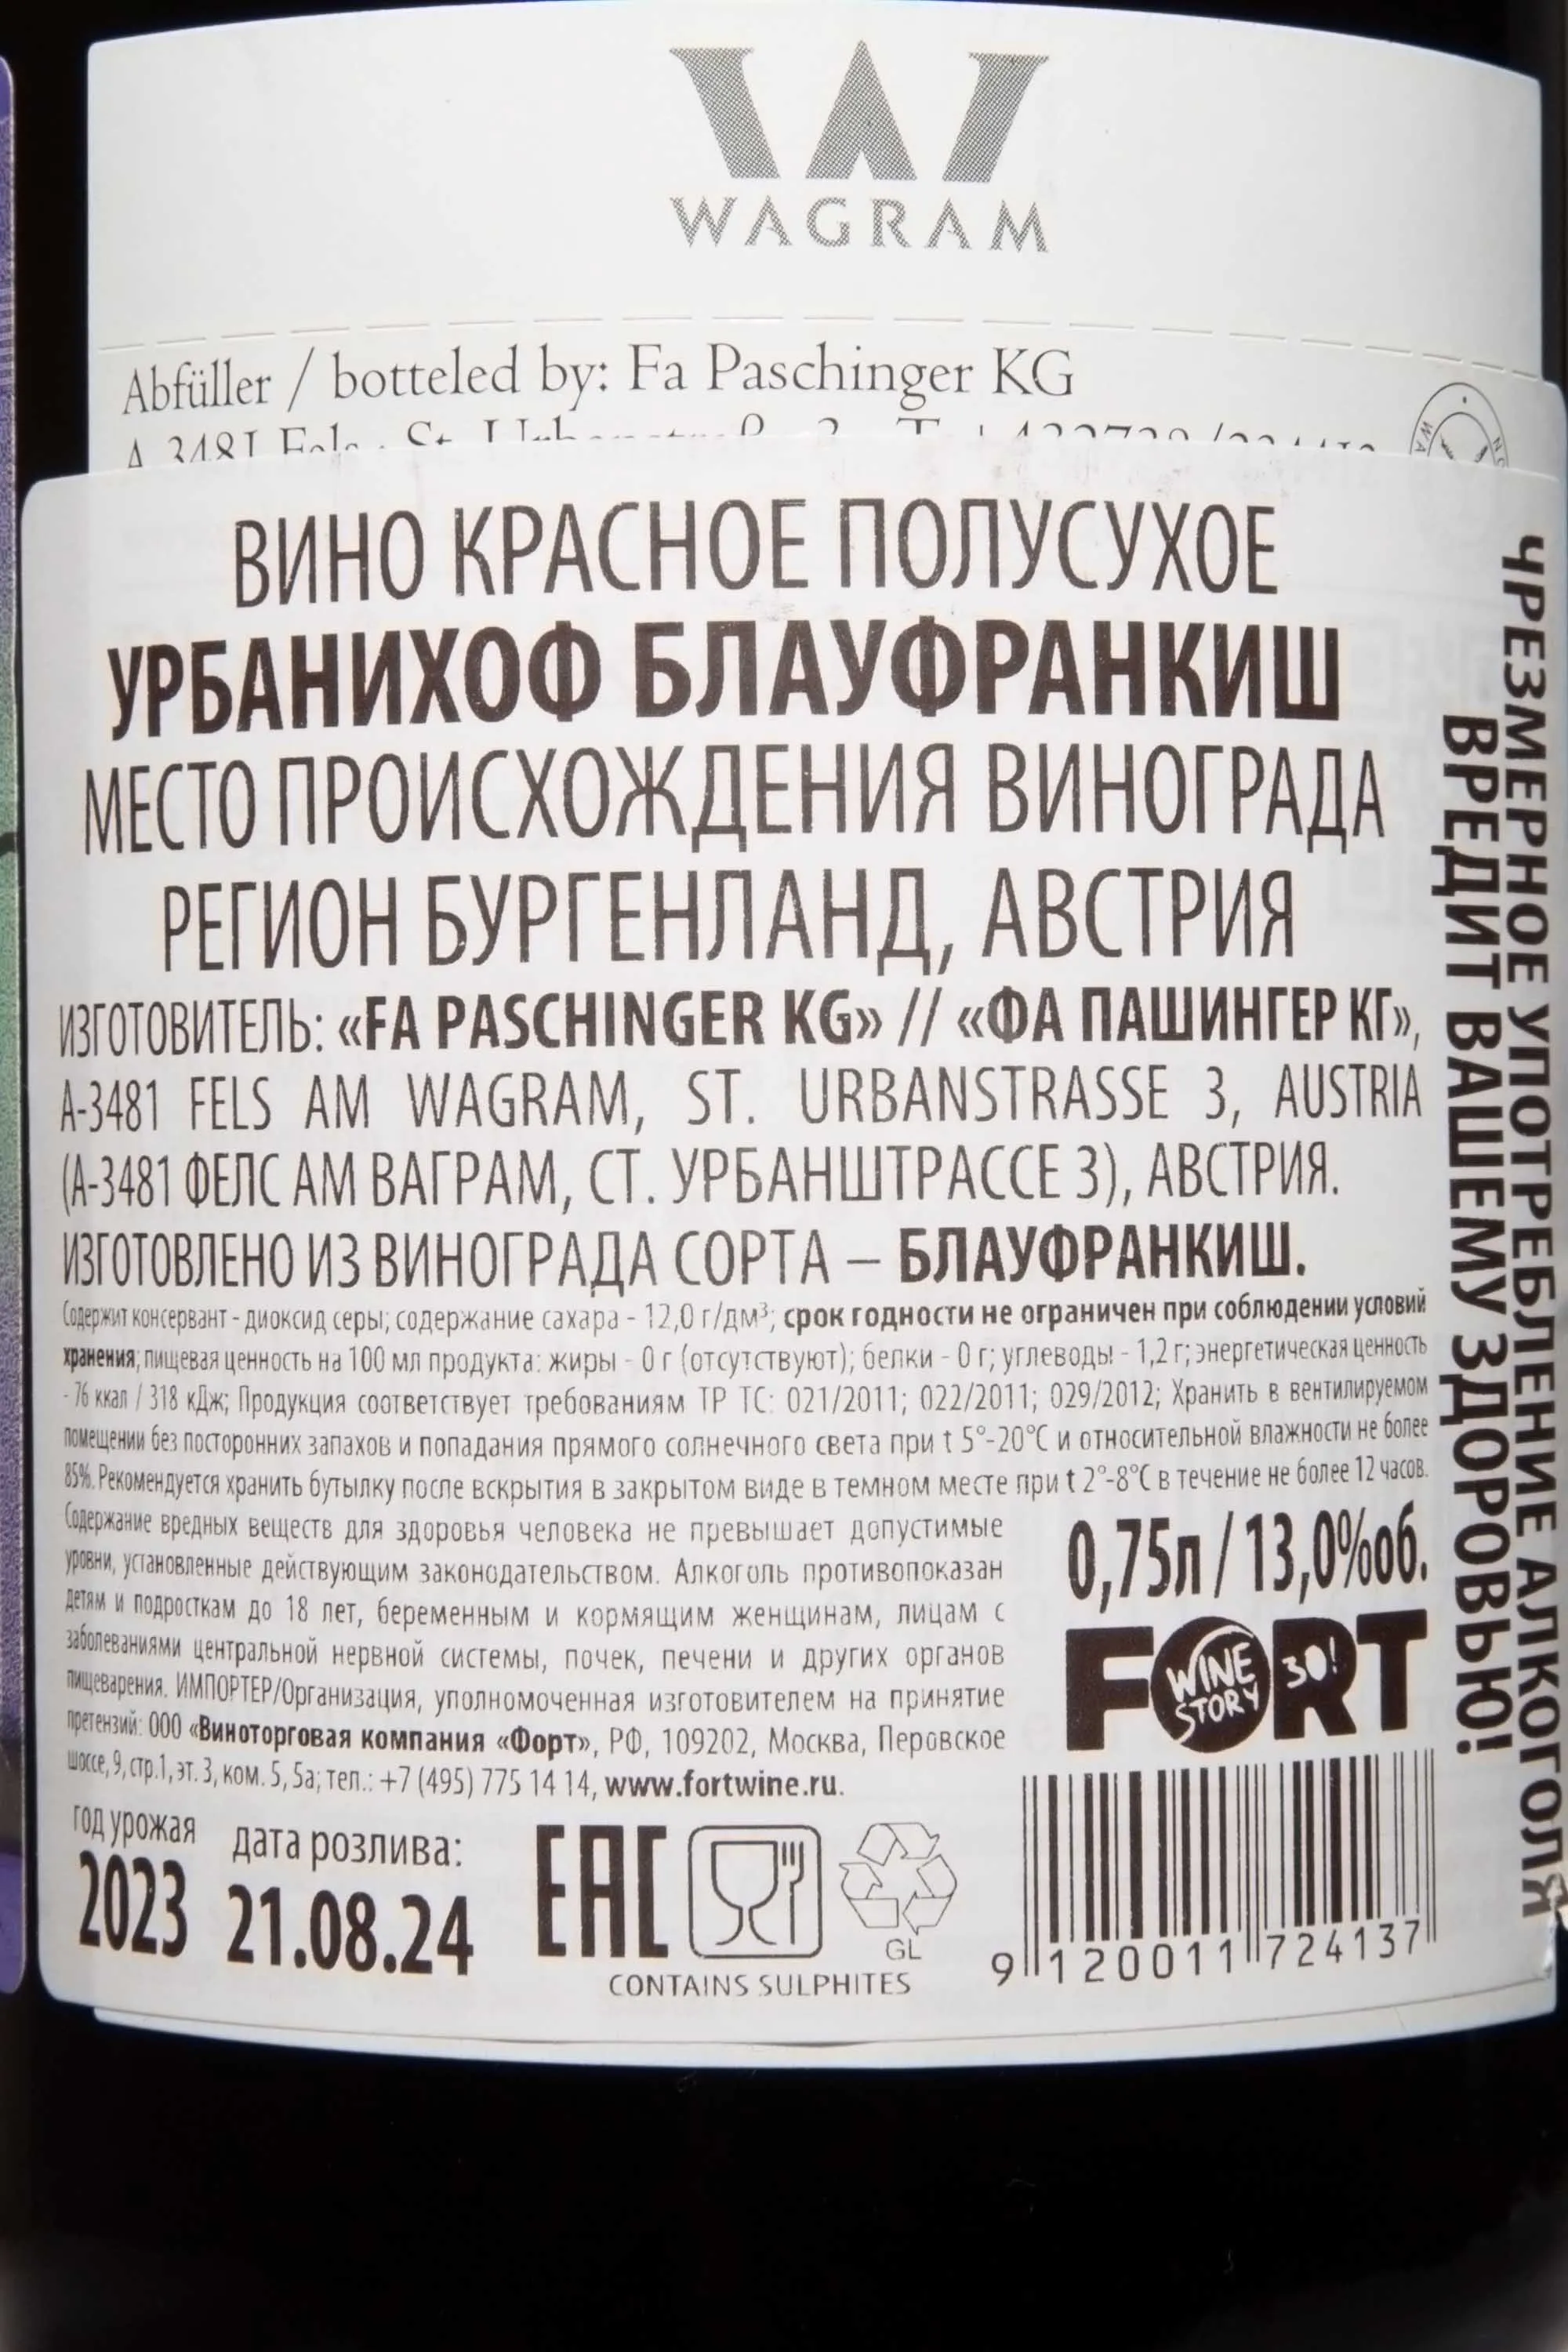 WAGRAM
Abfüller / botteled by: Fa Paschinger KG
ВИНО КРАСНОЕ ПОЛУСУХОЕ
УРБАНИХОФ БЛАУФРАНКИШ
МЕСТО ПРОИСХОЖДЕНИЯ ВИНОГРАДА
РЕГИОН БУРГЕНЛАНД, АВСТРИЯ
ИЗГОТОВИТЕЛЬ: «FA PASCHINGER KG» // «ФА ПАШИНГЕР КГ»,
A-3481 FELS AM WAGRAM, ST. URBANSTRASSE 3, AUSTRIA
(А-3481 ФЕЛС АМ ВАГРАМ, СТ. УРБАНШТРАССЕ 3), АВСТРИЯ.
ИЗГОТОВЛЕНО ИЗ ВИНОГРАДА СОРТА – БЛАУФРАНКИШ.
Содержит консервант - диоксид серы; содержание сахара - 12,0 г/дм³; срок годности не ограничен при соблюдении условий
хранения; пищевая ценность на 100 мл продукта: жиры - 0 г (отсутствуют); белки - 0 г; углеводы - 1,2 г; энергетическая ценность
- 76 ккал / 318 кДж; Продукция соответствует требованиям ТР ТС: 021/2011; 022/2011; 029/2012; Хранить в вентилируемом
помещении без посторонних запахов и попадания прямого солнечного света при t 5°-20°С и относительной влажности не более
85%. Рекомендуется хранить бутылку после вскрытия в закрытом виде в темном месте при t 2°-8°С в течение не более 12 часов.
Содержание вредных веществ для здоровья человека не превышает допустимые
уровни, установленные действующим законодательством. Алкоголь противопоказан
детям и подросткам до 18 лет, беременным и кормящим женщинам, лицам с
заболеваниями центральной нервной системы, почек, печени и других органов
пищеварения. ИМПОРТЕР/Организация, уполномоченная изготовителем на принятие
претензий: ООО «Виноторговая компания «Форт», РФ, 109202, Москва, Перовское
шоссе, 9, стр.1, эт. 3, ком. 5, 5а; тел.: +7 (495) 775 14 14, www.fortwine.ru.
0,75л / 13,0%об.
FORT
WINE
STORY
30!
год урожая
2023
дата розлива:
21.08.24
EAC
GL
CONTAINS SULPHITES
9 120011 724137
ЧРЕЗМЕРНОЕ УПОТРЕБЛЕНИЕ АЛКОГОЛЯ
ВРЕДИТ ВАШЕМУ ЗДОРОВЬЮ!